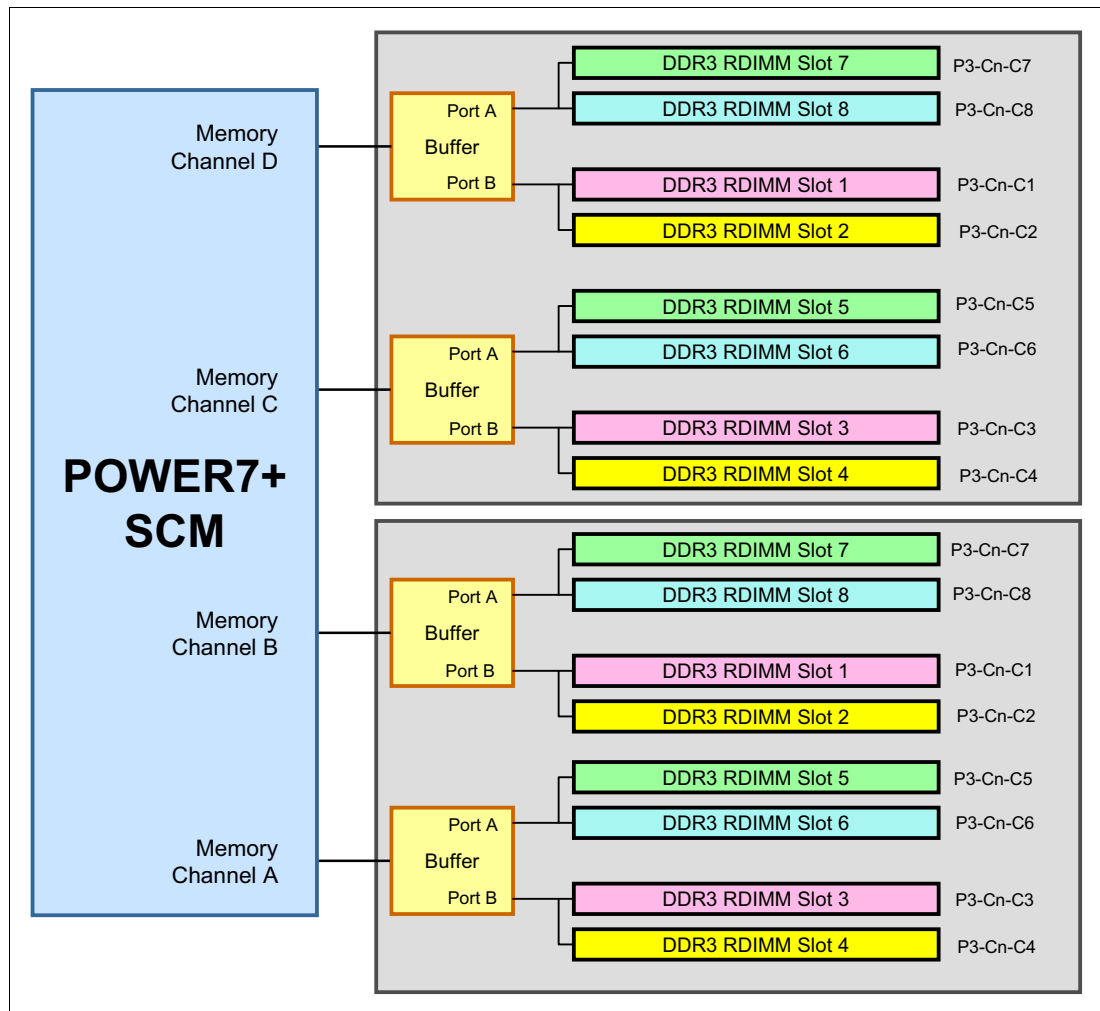 DDR3 RDIMM Slot 7 P3-Cn-C7
Port A
DDR3 RDIMM Slot 8 P3-Cn-C8
Memory
Channel D
Buffer
Port B
DDR3 RDIMM Slot 1 P3-Cn-C1
DDR3 RDIMM Slot 2 P3-Cn-C2
DDR3 RDIMM Slot 5 P3-Cn-C5
Port A
DDR3 RDIMM Slot 6 P3-Cn-C6
Memory
Channel C
Buffer
Port B
DDR3 RDIMM Slot 3 P3-Cn-C3
DDR3 RDIMM Slot 4 P3-Cn-C4
POWER7+
SCM
DDR3 RDIMM Slot 7 P3-Cn-C7
Port A
DDR3 RDIMM Slot 8 P3-Cn-C8
Memory
Channel B
Buffer
Port B
DDR3 RDIMM Slot 1 P3-Cn-C1
DDR3 RDIMM Slot 2 P3-Cn-C2
DDR3 RDIMM Slot 5 P3-Cn-C5
Port A
DDR3 RDIMM Slot 6 P3-Cn-C6
Memory
Channel A
Buffer
Port B
DDR3 RDIMM Slot 3 P3-Cn-C3
DDR3 RDIMM Slot 4 P3-Cn-C4